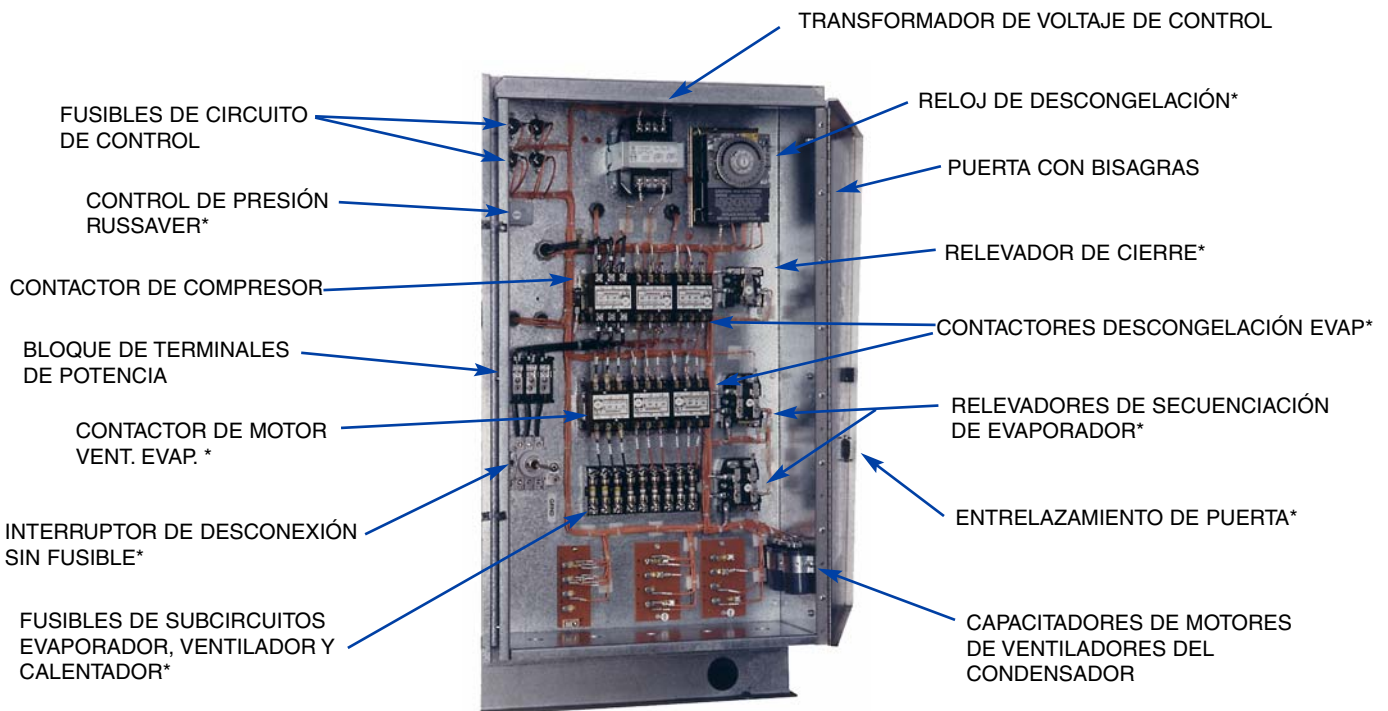 TRANSFORMADOR DE VOLTAJE DE CONTROL
FUSIBLES DE CIRCUITO
DE CONTROL
CONTROL DE PRESIÓN
RUSSAVER*
CONTACTOR DE COMPRESOR
BLOQUE DE TERMINALES
DE POTENCIA
CONTACTOR DE MOTOR
VENT. EVAP. *
INTERRUPTOR DE DESCONEXIÓN
SIN FUSIBLE*
FUSIBLES DE SUBCIRCUITOS
EVAPORADOR, VENTILADOR Y
CALENTADOR*
RELOJ DE DESCONGELACIÓN*
PUERTA CON BISAGRAS
RELEVADOR DE CIERRE*
CONTACTORES DESCONGELACIÓN EVAP*
RELEVADORES DE SECUENCIACIÓN
DE EVAPORADOR*
ENTRELAZAMIENTO DE PUERTA*
CAPACITADORES DE MOTORES
DE VENTILADORES DEL
CONDENSADOR